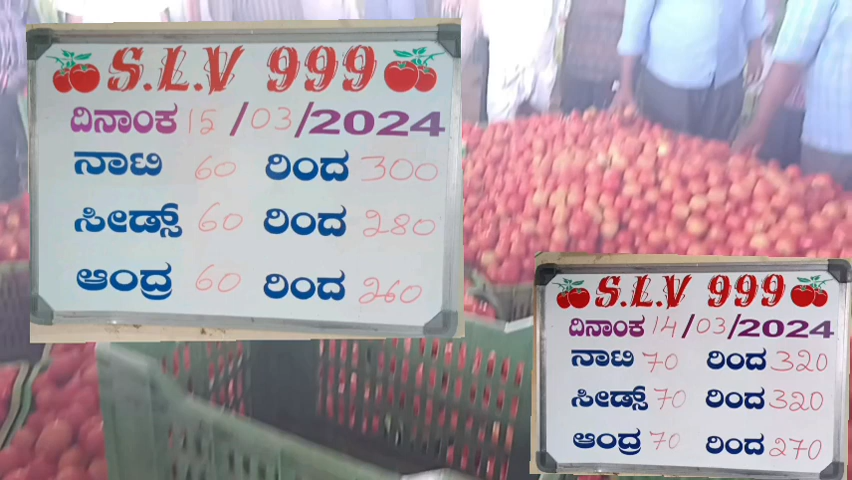 S.L.V 999
ದಿನಾಂಕ 15/03/2024
ನಾಟಿ 60 ರಿಂದ 300
ಸೀಡ್ಸ್ 60 ರಿಂದ 280
ಆಂದ್ರ 60 ರಿಂದ 260
S.L.V 999
ದಿನಾಂಕ 14/03/2024
ನಾಟಿ 70 ರಿಂದ 320
ಸೀಡ್ಸ್ 70 ರಿಂದ 320
ಆಂದ್ರ 70 ರಿಂದ 270